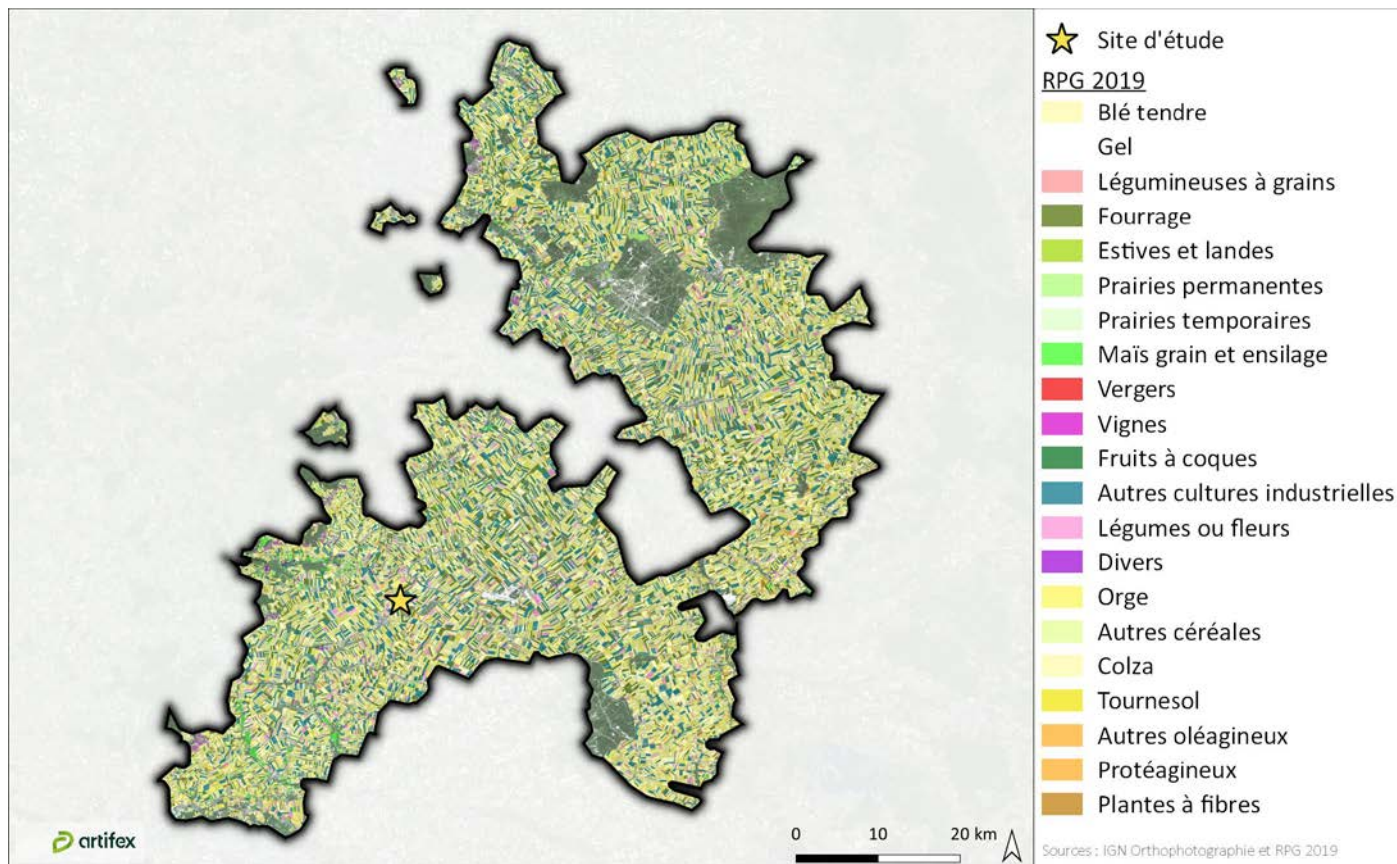 Site d'étude
RPG 2019
Blé tendre
Gel
Légumineuses à grains
Fourrage
Estives et landes
Prairies permanentes
Prairies temporaires
Maïs grain et ensilage
Vergers
Vignes
Fruits à coques
Autres cultures industrielles
Légumes ou fleurs
Divers
Orge
Autres céréales
Colza
Tournesol
Autres oléagineux
Protéagineux
Plantes à fibres
artifex
0 10 20 km
Sources : IGN Orthophotographie et RPG 2019